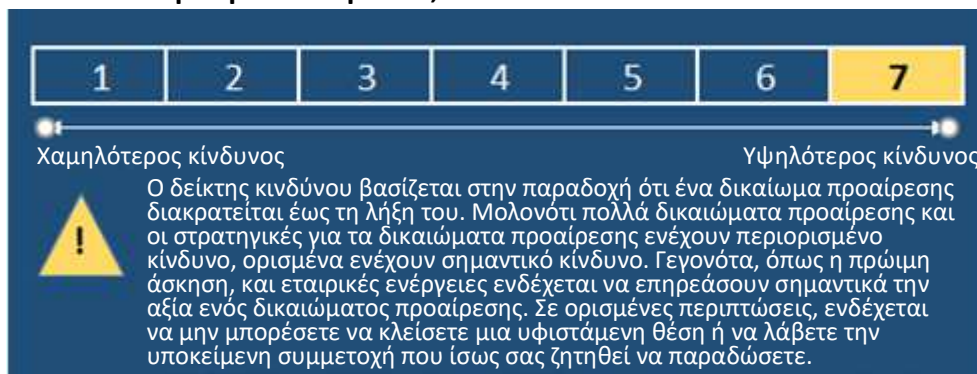 1 2 3 4 5 6 7
Χαμηλότερος κίνδυνος Υψηλότερος κίνδυνος
Ο δείκτης κινδύνου βασίζεται στην παραδοχή ότι ένα δικαίωμα προαίρεσης
διακρατείται έως τη λήξη του. Μολονότι πολλά δικαιώματα προαίρεσης και
οι στρατηγικές για τα δικαιώματα προαίρεσης ενέχουν περιορισμένο
κίνδυνο, ορισμένα ενέχουν σημαντικό κίνδυνο. Γεγονότα, όπως η πρώιμη
άσκηση, και εταιρικές ενέργειες ενδέχεται να επηρεάσουν σημαντικά την
αξία ενός δικαιώματος προαίρεσης. Σε ορισμένες περιπτώσεις, ενδέχεται
να μην μπορέσετε να κλείσετε μια υφιστάμενη θέση ή να λάβετε την
υποκείμενη συμμετοχή που ίσως σας ζητηθεί να παραδώσετε.
!